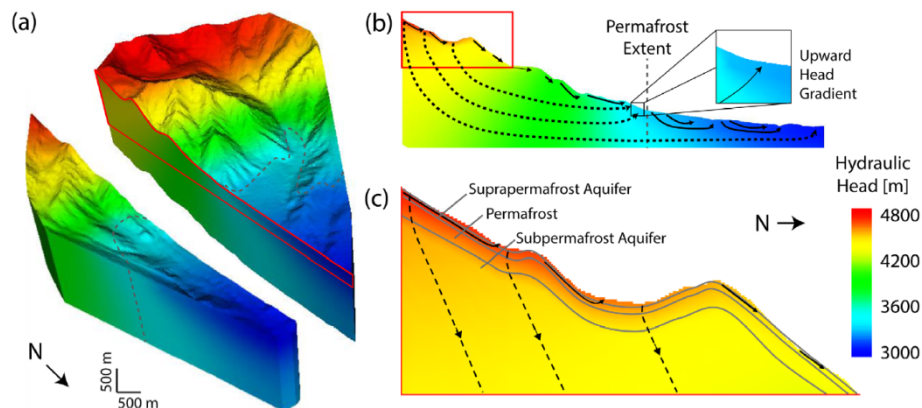 (a)
N
500 m
500 m
(b)
Permafrost
Extent
Upward
Head
Gradient
(c)
Suprapermafrost Aquifer
Permafrost
Subpermafrost Aquifer
N
Hydraulic
Head [m]
4800
4200
3600
3000